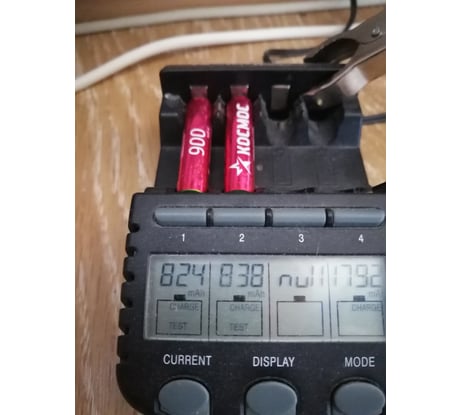 900
КОСМОС
1 2 3 4
824 838 null 1792
mAh mAh mAh
CHARGE CHARGE CHARGE
TEST TEST
CURRENT DISPLAY MODE